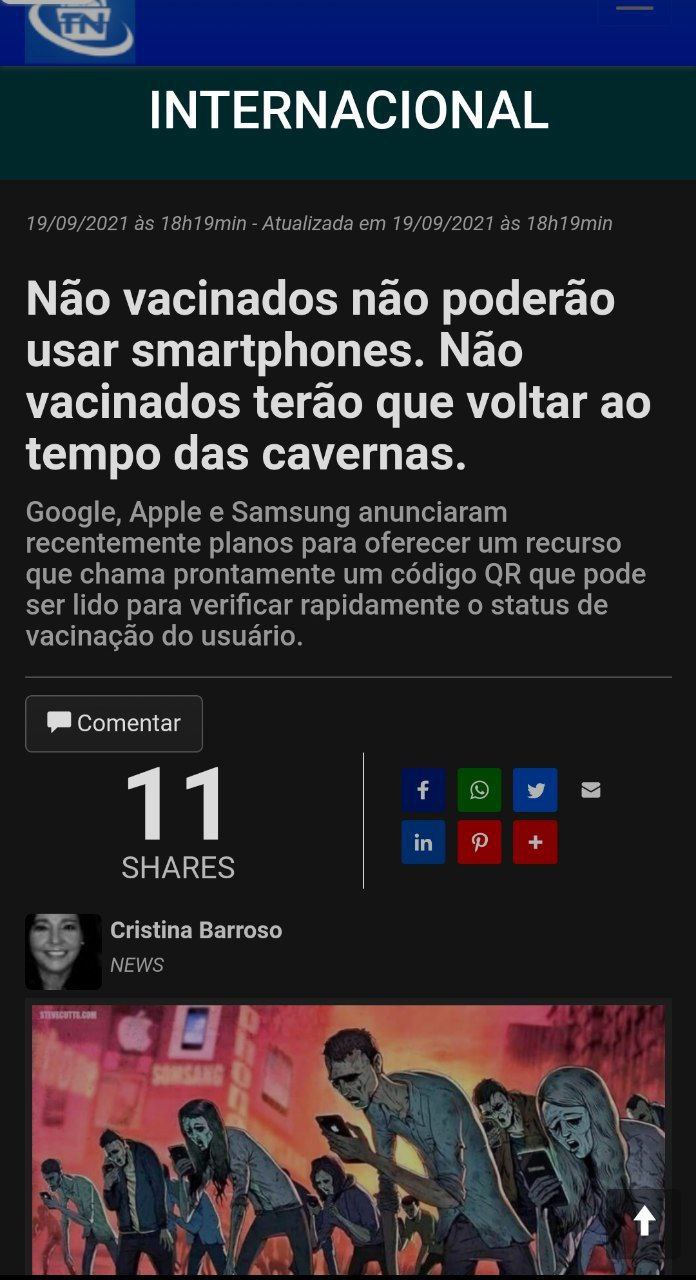 TN
INTERNACIONAL
19/09/2021 às 18h19min - Atualizada em 19/09/2021 às 18h19min
Não vacinados não poderão
usar smartphones. Não
vacinados terão que voltar ao
tempo das cavernas.
Google, Apple e Samsung anunciaram
recentemente planos para oferecer um recurso
que chama prontamente um código QR que pode
ser lido para verificar rapidamente o status de
vacinação do usuário.
Comentar
11
SHARES
Cristina Barroso
NEWS
STEVECUTTS.COM
SOMSANG